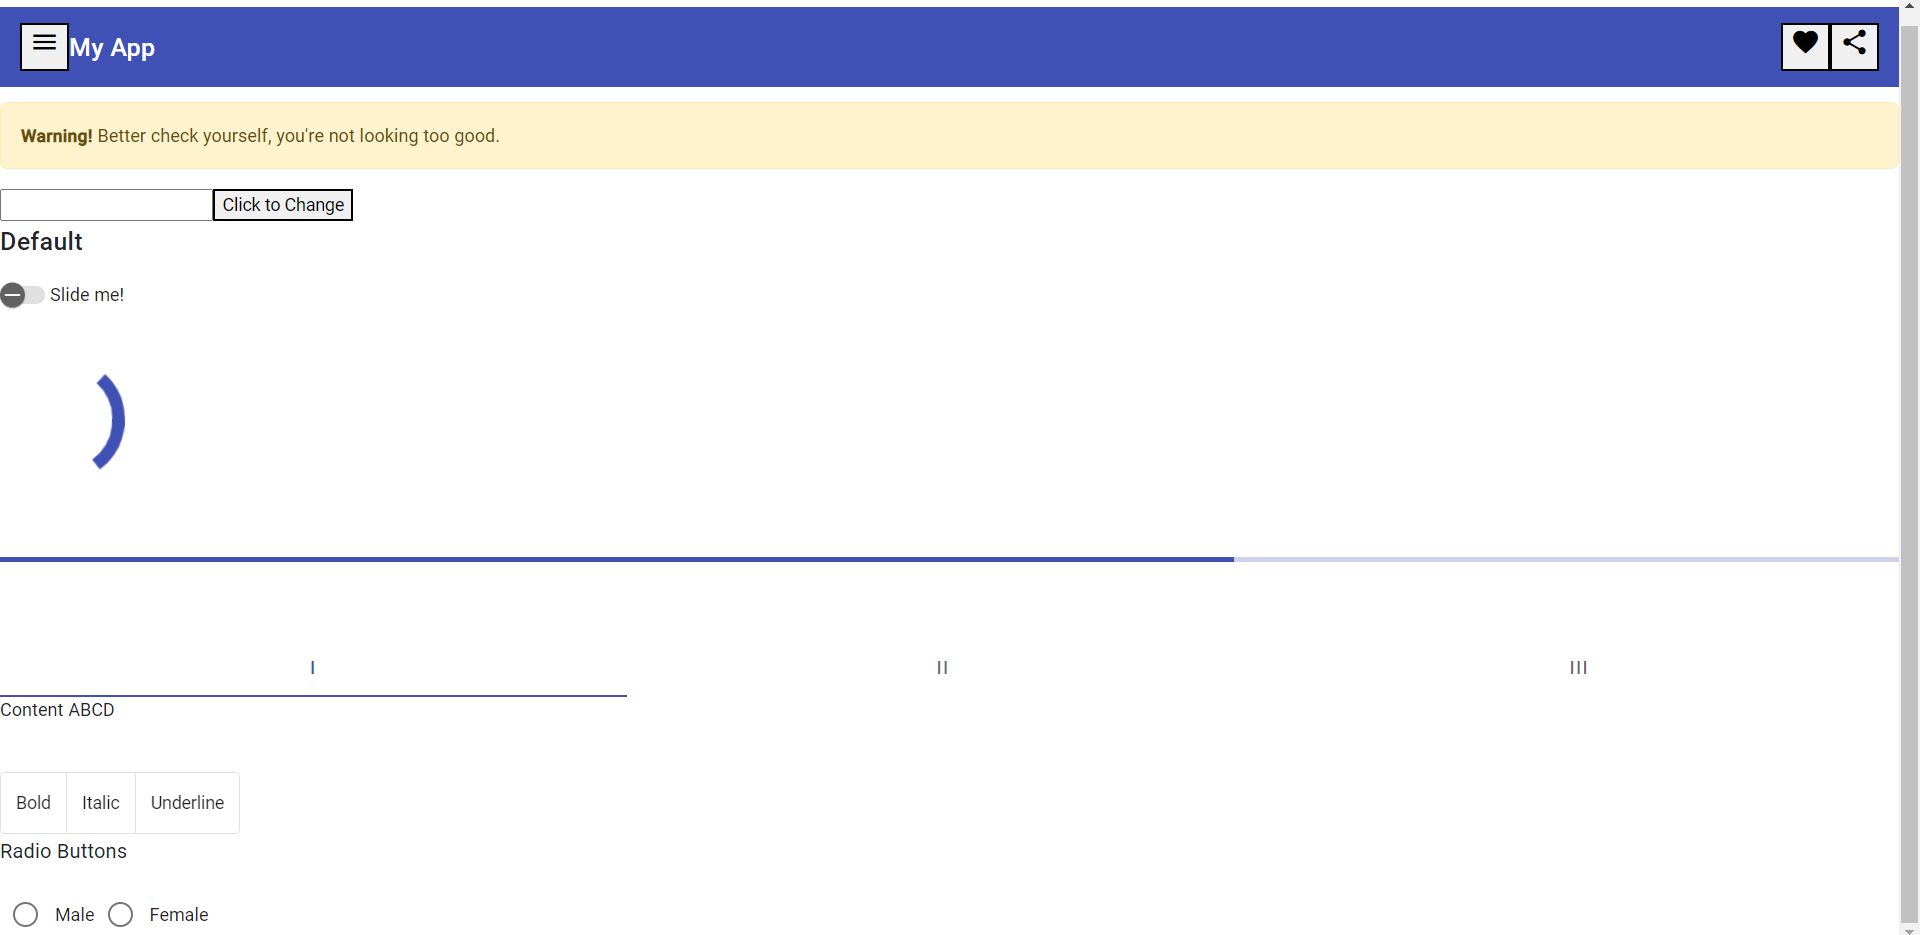 My App
Warning! Better check yourself, you're not looking too good.
Click to Change
Default
Slide me!
I II III
Content ABCD
Bold Italic Underline
Radio Buttons
Male Female